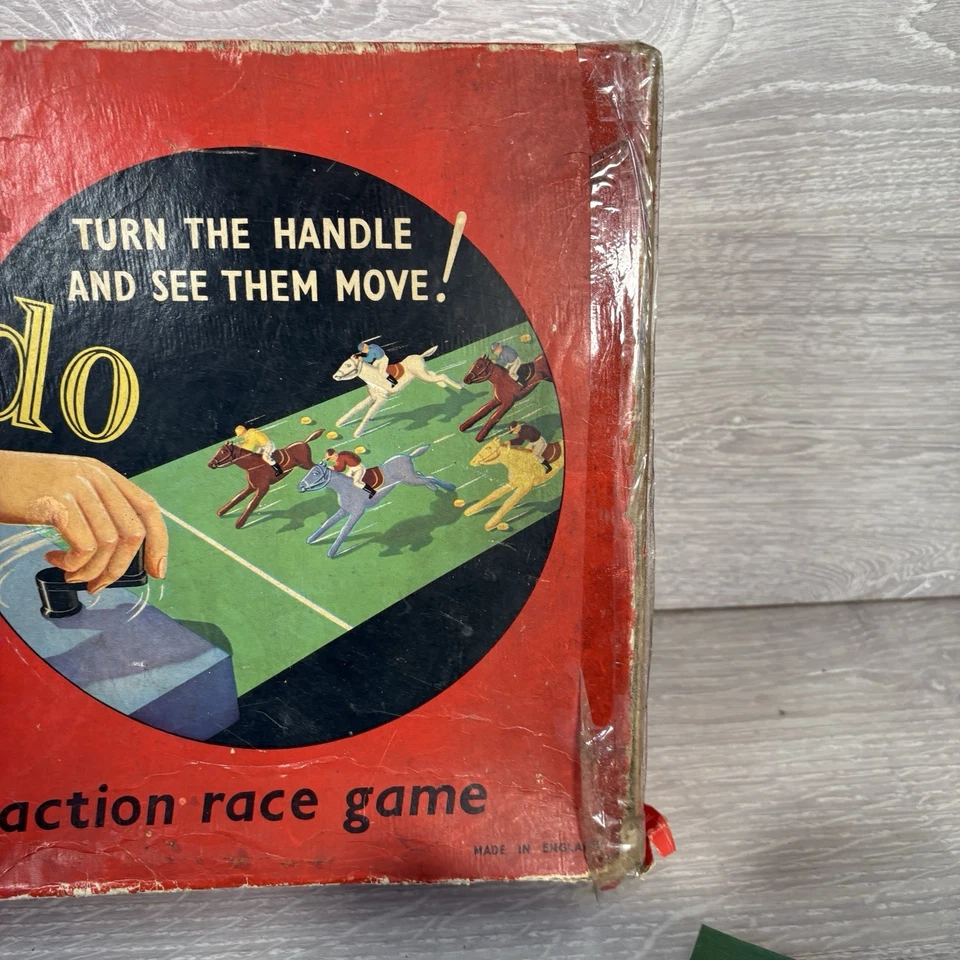 TURN THE HANDLE
AND SEE THEM MOVE!
do
action race game
MADE IN ENGLA